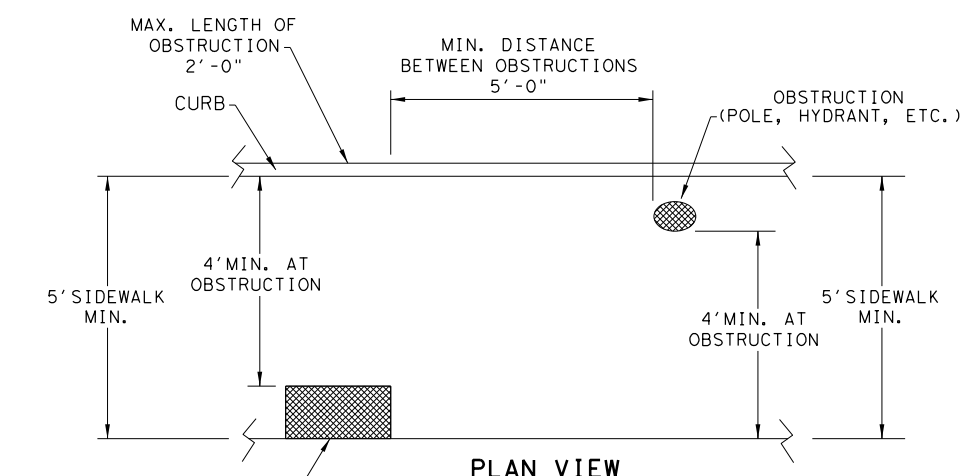 MAX. LENGTH OF
OBSTRUCTION
2'-0"
CURB
MIN. DISTANCE
BETWEEN OBSTRUCTIONS
5'-0"
OBSTRUCTION
(POLE, HYDRANT, ETC.)
5' SIDEWALK
MIN.
4' MIN. AT
OBSTRUCTION
4' MIN. AT
OBSTRUCTION
5' SIDEWALK
MIN.
PLAN VIEW